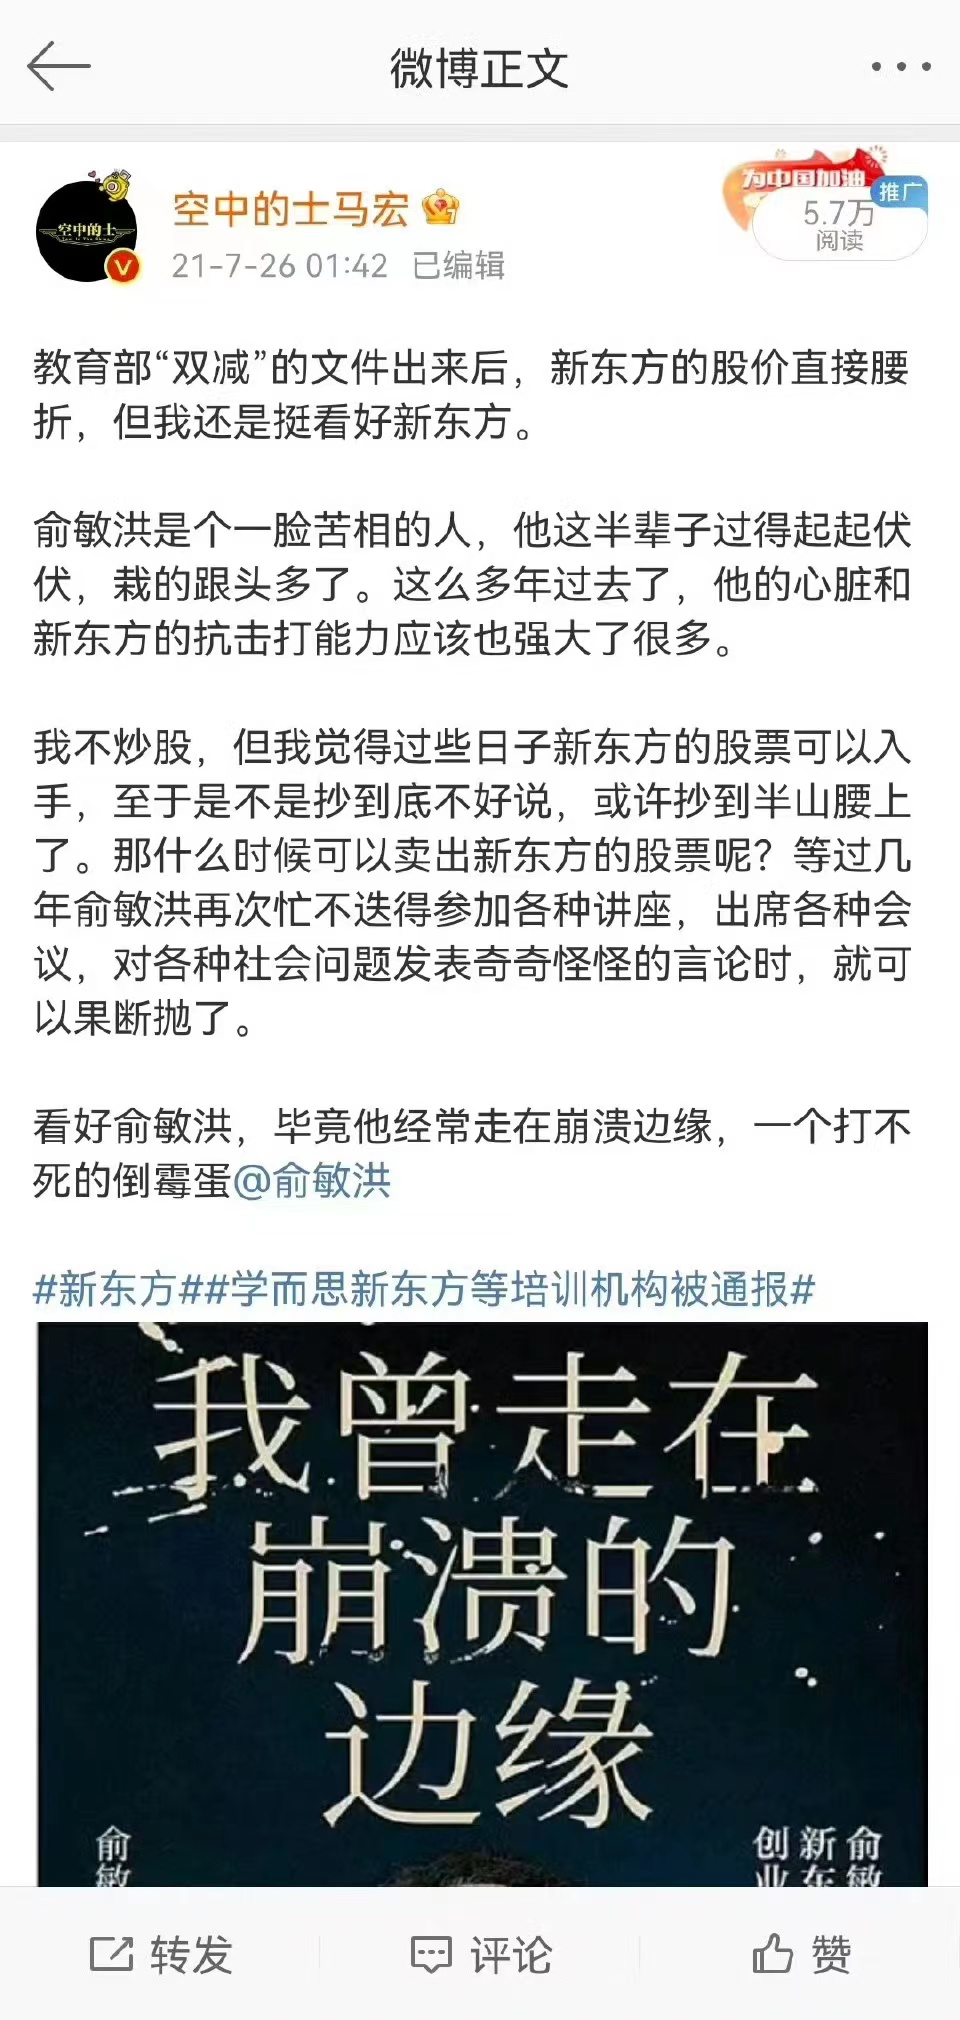 微博正文
为中国加油
推广
空中的士
空中的士马宏
5.7万
阅读
21-7-26 01:42 已编辑
教育部“双减”的文件出来后，新东方的股价直接腰
折，但我还是挺看好新东方。
俞敏洪是个一脸苦相的人，他这半辈子过得起起伏
伏，栽的跟头多了。这么多年过去了，他的心脏和
新东方的抗击打能力应该也强大了很多。
我不炒股，但我觉得过些日子新东方的股票可以入
手，至于是不是抄到底不好说，或许抄到半山腰上
了。那什么时候可以卖出新东方的股票呢？等过几
年俞敏洪再次忙不迭得参加各种讲座，出席各种会
议，对各种社会问题发表奇奇怪怪的言论时，就可
以果断抛了。
看好俞敏洪，毕竟他经常走在崩溃边缘，一个打不
死的倒霉蛋@俞敏洪
#新东方##学而思新东方等培训机构被通报#
我曾走在
崩溃的
边缘
俞敏
俞敏
新东
创业
转发
评论
赞